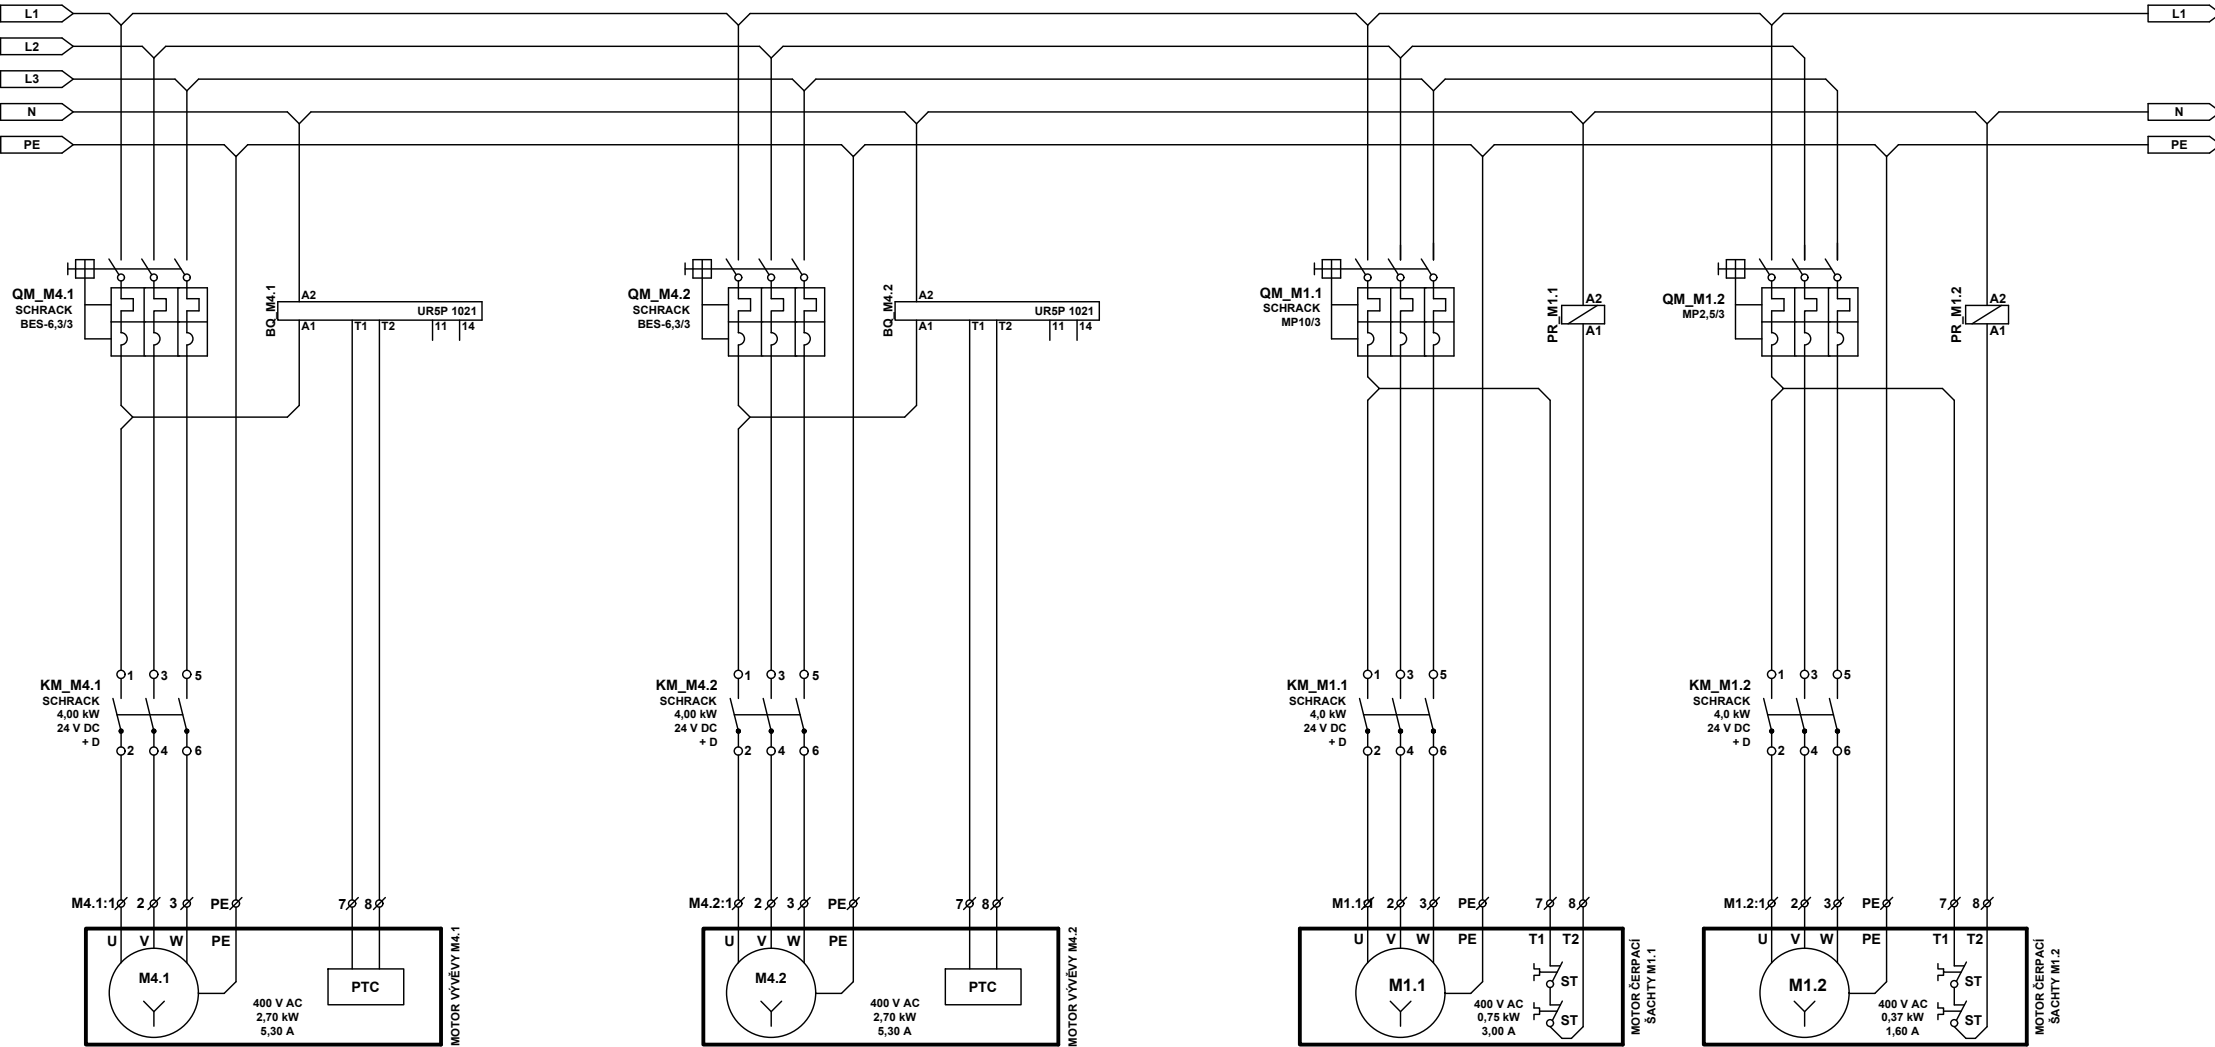 L1
L1
L2
L3
N
N
PE
PE
QM_M4.1
SCHRACK
BES-6,3/3
BQ_M4.1
A2
UR5P 1021
A1
T1
T2
11
14
KM_M4.1
SCHRACK
4,00 kW
24 V DC
+ D
1
3
5
2
4
6
M4.1:1
2
3
PE
7
8
U
V
W
PE
M4.1
400 V AC
2,70 kW
5,30 A
PTC
MOTOR VÝVĚVY M4.1
QM_M4.2
SCHRACK
BES-6,3/3
BQ_M4.2
A2
UR5P 1021
A1
T1
T2
11
14
KM_M4.2
SCHRACK
4,00 kW
24 V DC
+ D
1
3
5
2
4
6
M4.2:1
2
3
PE
7
8
U
V
W
PE
M4.2
400 V AC
2,70 kW
5,30 A
PTC
MOTOR VÝVĚVY M4.2
QM_M1.1
SCHRACK
MP10/3
PR_M1.1
A2
A1
KM_M1.1
SCHRACK
4,0 kW
24 V DC
+ D
1
3
5
2
4
6
M1.1:1
2
3
PE
7
8
U
V
W
PE
T1
T2
M1.1
400 V AC
0,75 kW
3,00 A
ST
ST
MOTOR ČERPACÍ
ŠACHTY M1.1
QM_M1.2
MP2,5/3
PR_M1.2
A2
A1
KM_M1.2
SCHRACK
4,0 kW
24 V DC
+ D
1
3
5
2
4
6
M1.2:1
2
3
PE
7
8
U
V
W
PE
T1
T2
M1.2
400 V AC
0,37 kW
1,60 A
ST
ST
MOTOR ČERPACÍ
ŠACHTY M1.2